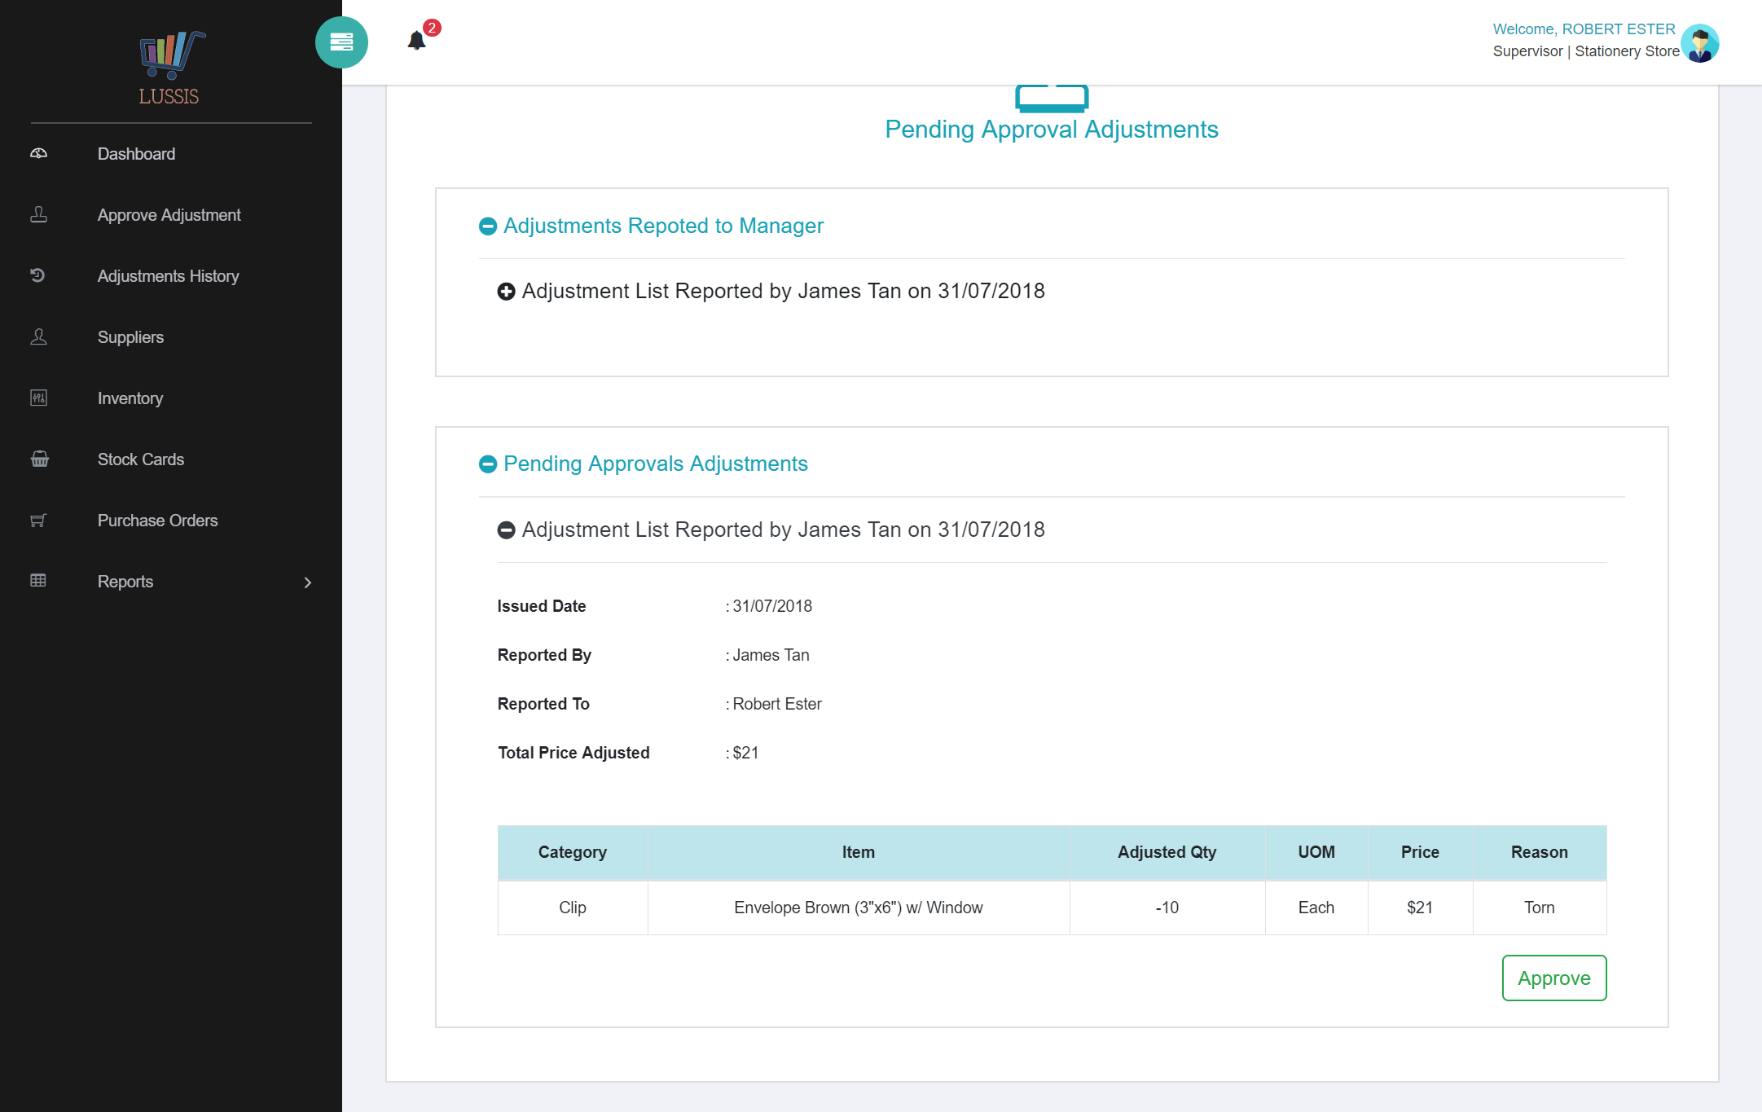 LUSSIS
Dashboard
Approve Adjustment
Adjustments History
Suppliers
Inventory
Stock Cards
Purchase Orders
Reports
2
Welcome, ROBERT ESTER
Supervisor | Stationery Store
Pending Approval Adjustments
Adjustments Repoted to Manager
Adjustment List Reported by James Tan on 31/07/2018
Pending Approvals Adjustments
Adjustment List Reported by James Tan on 31/07/2018
Issued Date : 31/07/2018
Reported By : James Tan
Reported To : Robert Ester
Total Price Adjusted : $21
Category Item Adjusted Qty UOM Price Reason
Clip Envelope Brown (3"x6") w/ Window -10 Each $21 Torn
Approve